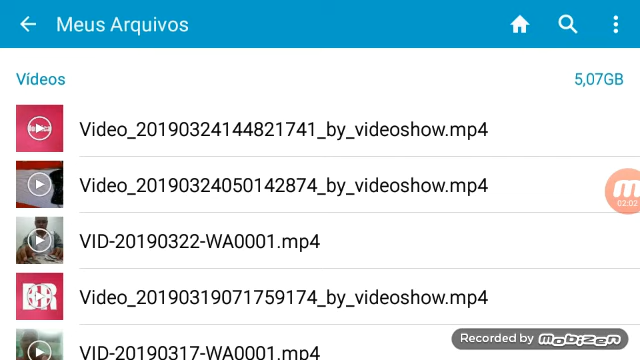 Meus Arquivos
Vídeos 5,07GB
Video_20190324144821741_by_videoshow.mp4
Video_20190324050142874_by_videoshow.mp4
02:02
VID-20190322-WA0001.mp4
Video_20190319071759174_by_videoshow.mp4
Recorded by mobizen
VID-20190317-WA0001.mp4